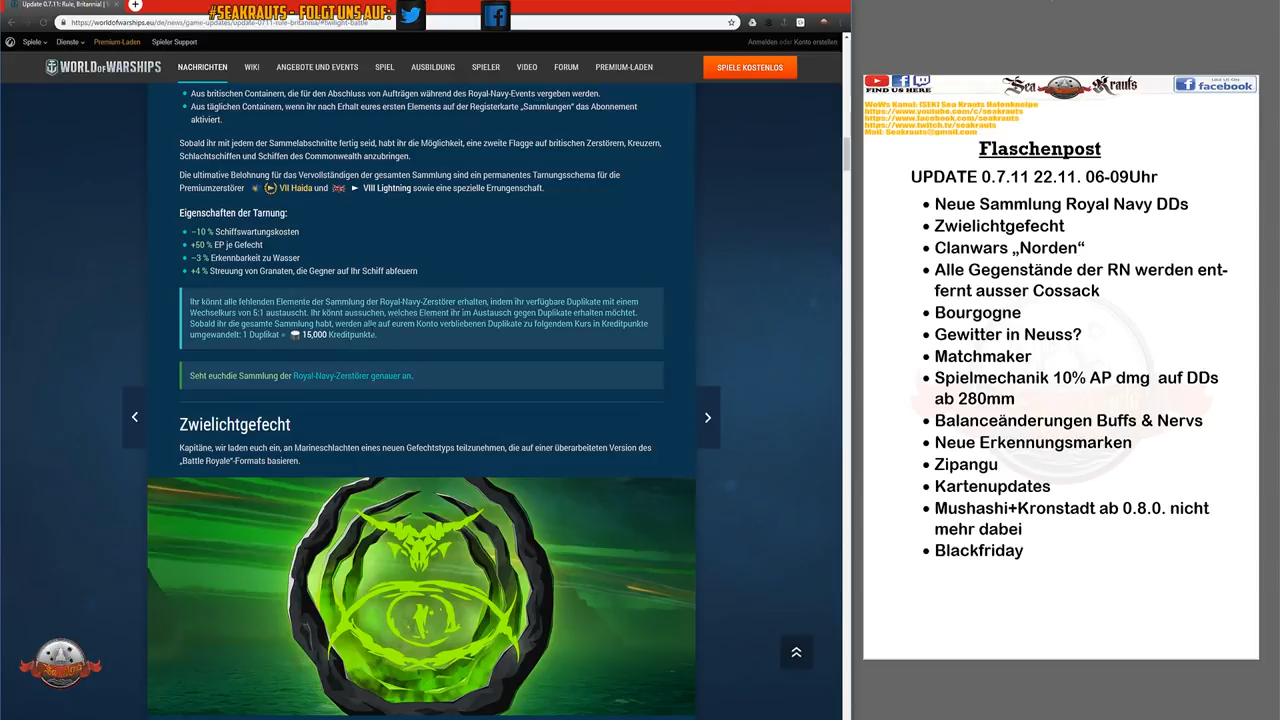 Update 0.7.11: Rule, Britannia! |
#SEAKRAUTS - FOLGT UNS AUF:
https://worldofwarships.eu/de/news/game-updates/update-0711-rule-britannia/#twilight-battle
Spiele Dienste Premium-Laden Spieler Support
Anmelden oder Konto erstellen
WORLD OF WARSHIPS
NACHRICHTEN WIKI ANGEBOTE UND EVENTS SPIEL AUSBILDUNG SPIELER VIDEO FORUM PREMIUM-LADEN
SPIELE KOSTENLOS
Aus britischen Containern, die für den Abschluss von Aufträgen während des Royal-Navy-Events vergeben werden.
Aus täglichen Containern, wenn ihr nach Erhalt eures ersten Elements auf der Registerkarte „Sammlungen“ das Abonnement
aktiviert.
Sobald ihr mit jedem der Sammelabschnitte fertig seid, habt ihr die Möglichkeit, eine zweite Flagge auf britischen Zerstörern, Kreuzern,
Schlachtschiffen und Schiffen des Commonwealth anzubringen.
Die ultimative Belohnung für das Vervollständigen der gesamten Sammlung sind ein permanentes Tarnungsschema für die
Premiumzerstörer VII Haida und VIII Lightning sowie eine spezielle Errungenschaft.
Eigenschaften der Tarnung:
–10 % Schiffswartungskosten
+50 % EP je Gefecht
–3 % Erkennbarkeit zu Wasser
+4 % Streuung von Granaten, die Gegner auf Ihr Schiff abfeuern
Ihr könnt alle fehlenden Elemente der Sammlung der Royal-Navy-Zerstörer erhalten, indem ihr verfügbare Duplikate mit einem
Wechselkurs von 5:1 austauscht. Ihr könnt aussuchen, welches Element ihr im Austausch gegen Duplikate erhalten möchtet.
Sobald ihr die gesamte Sammlung habt, werden alle auf eurem Konto verbliebenen Duplikate zu folgendem Kurs in Kreditpunkte
umgewandelt: 1 Duplikat = 15,000 Kreditpunkte.
Seht euchdie Sammlung der Royal-Navy-Zerstörer genauer an.
Zwielichtgefecht
Kapitäne, wir laden euch ein, an Marineschlachten eines neuen Gefechtstyps teilzunehmen, die auf einer überarbeiteten Version des
„Battle Royale“-Formats basieren.
FIND US HERE
Sea Krauts
facebook
WoWs Kanal: [SEK] Sea Krauts Hafenkneipe
https://www.youtube.com/c/seakrauts
https://www.facebook.com/seakrauts
https://www.twitch.tv/seakrauts
Mail: Seakrauts@gmail.com
Flaschenpost
UPDATE 0.7.11 22.11. 06-09Uhr
• Neue Sammlung Royal Navy DDs
• Zwielichtgefecht
• Clanwars „Norden“
• Alle Gegenstände der RN werden ent-
fernt ausser Cossack
• Bourgogne
• Gewitter in Neuss?
• Matchmaker
• Spielmechanik 10% AP dmg auf DDs
ab 280mm
• Balanceänderungen Buffs & Nervs
• Neue Erkennungsmarken
• Zipangu
• Kartenupdates
• Mushashi+Kronstadt ab 0.8.0. nicht
mehr dabei
• Blackfriday